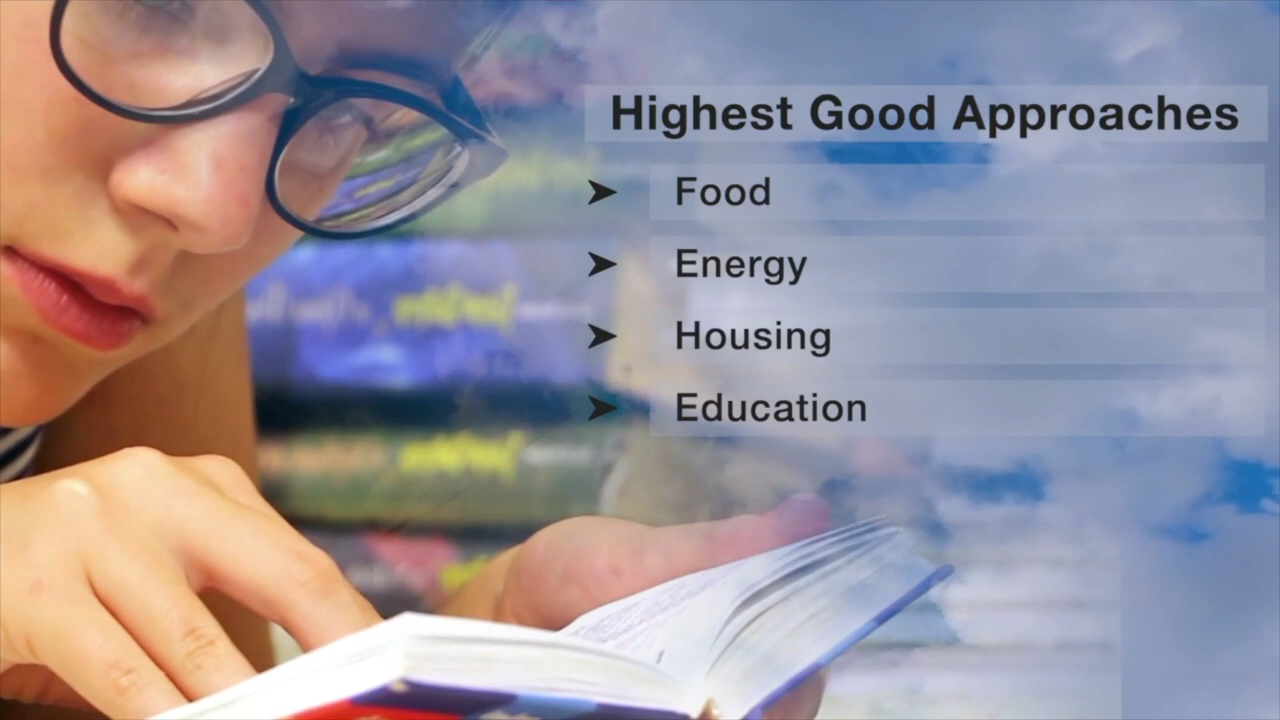 Highest Good Approaches
➤ Food
➤ Energy
➤ Housing
➤ Education